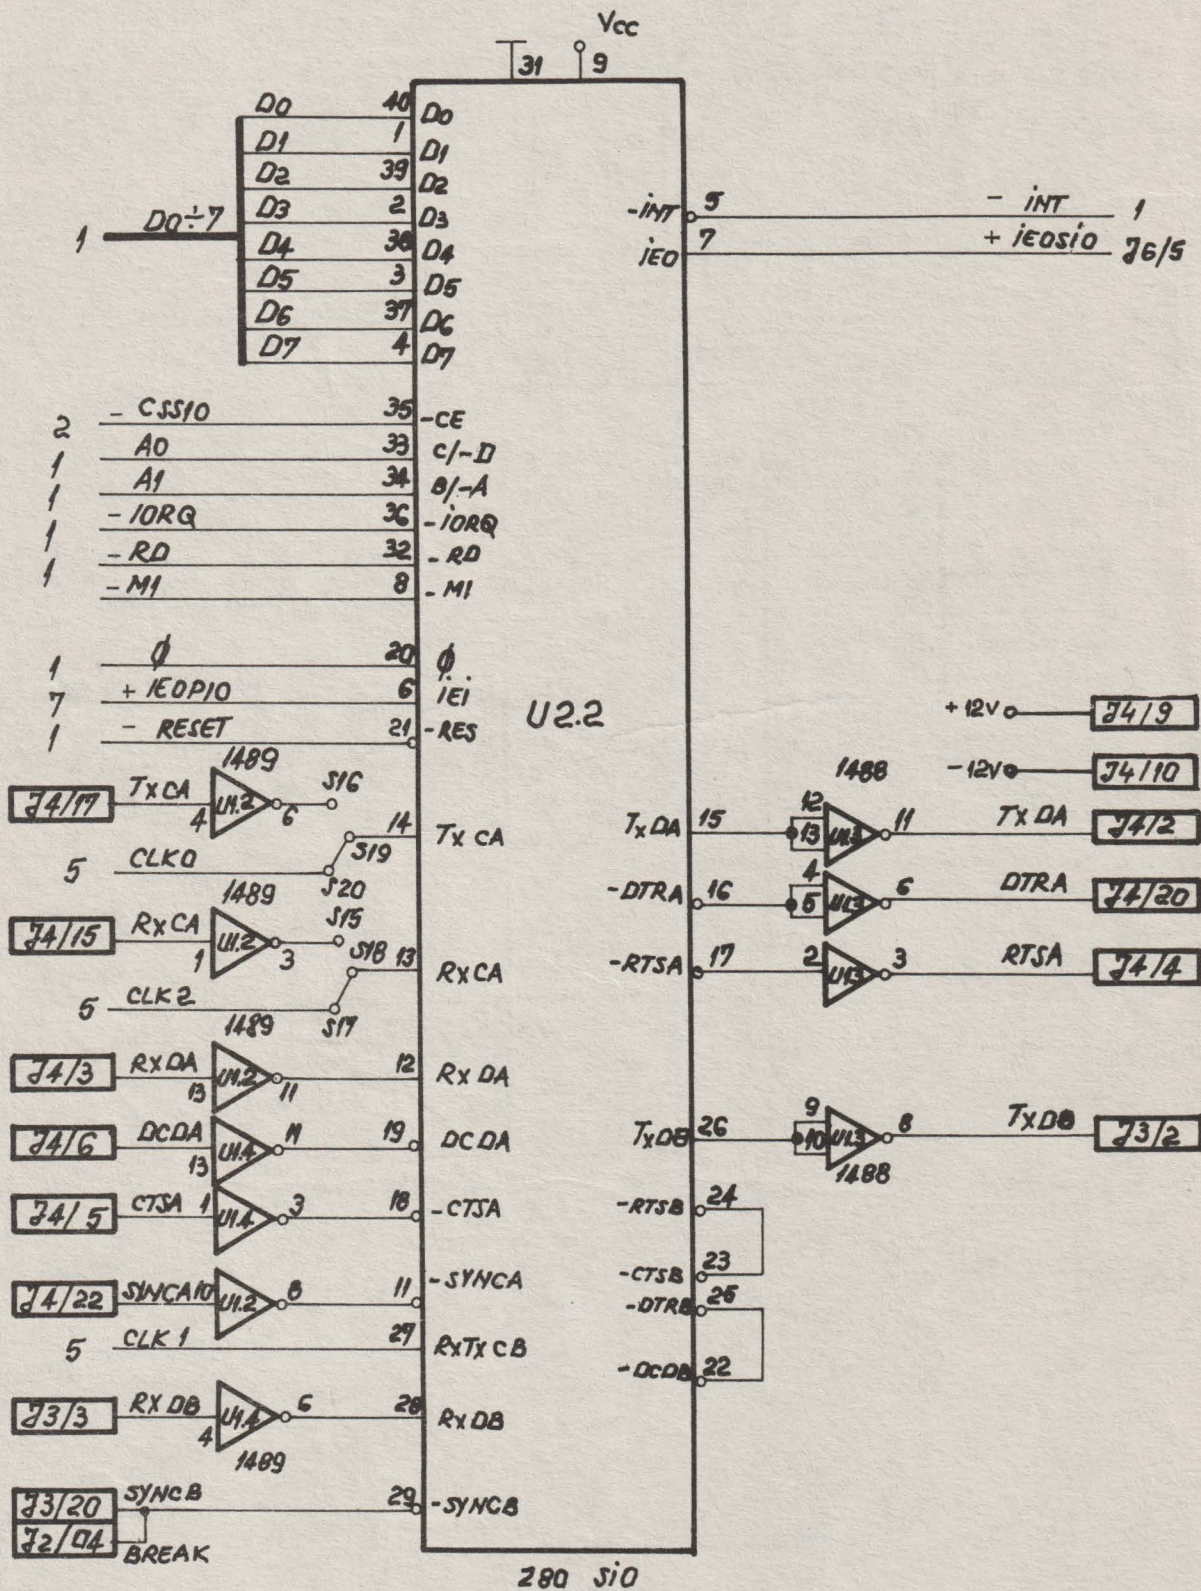 Vcc
31 9
D0 40 D0
D1 1 D1
D2 39 D2
D3 2 D3
1 D0÷7
D4 38 D4
D5 3 D5
D6 37 D6
D7 4 D7
-iNT 5 - iNT 1
iEO 7 + iEOSiO J6/5
2 - CSSIO 35 -CE
1 A0 33 C/-D
1 A1 34 B/-A
1 - IORQ 36 -iORQ
1 - RD 32 - RD
- M1 8 - M1
1 ϕ 20 ϕ
7 + IEOPIO 6 IEI
1 - RESET 21 -RES
U2.2
+12V J4/9
-12V J4/10
1489
J4/17 TxCA 4 U1.2 6 S16
14 TxCA
S19
5 CLK0 S20
1489
J4/15 RxCA 1 U1.2 3 S15
S18 13 RxCA
5 CLK2 S17
1489
J4/3 RxDA 13 U1.2 11 12 RxDA
J4/6 DCDA 13 U1.4 11 19 DCDA
J4/5 CTSA 1 U1.4 3 18 -CTSA
J4/22 SYNCA 10 U1.2 8 11 -SYNCA
5 CLK1 27 RxTxCB
J3/3 RXDB 4 U1.4 6 28 RxDB
1489
J3/20 SYNCB 29 -SYNCB
J2/04 BREAK
1488
TxDA 15 12 13 U1.3 11 TXDA J4/2
-DTRA 16 4 5 U1.3 6 DTRA J4/20
-RTSA 17 2 U1.3 3 RTSA J4/4
TxDB 26 9 10 U1.3 8 TXDB J3/2
1488
-RTSB 24
-CTSB 23
-DTRB 25
-DCDB 22
Z80 SiO